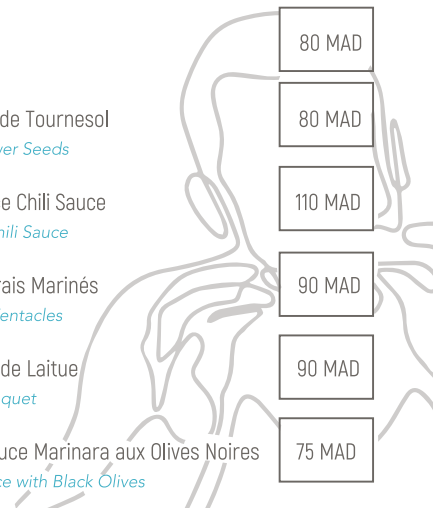 80 MAD
de Tournesol 80 MAD
er Seeds
e Chili Sauce 110 MAD
hili Sauce
rais Marinés 90 MAD
entacles
de Laitue 90 MAD
quet
uce Marinara aux Olives Noires 75 MAD
ce with Black Olives